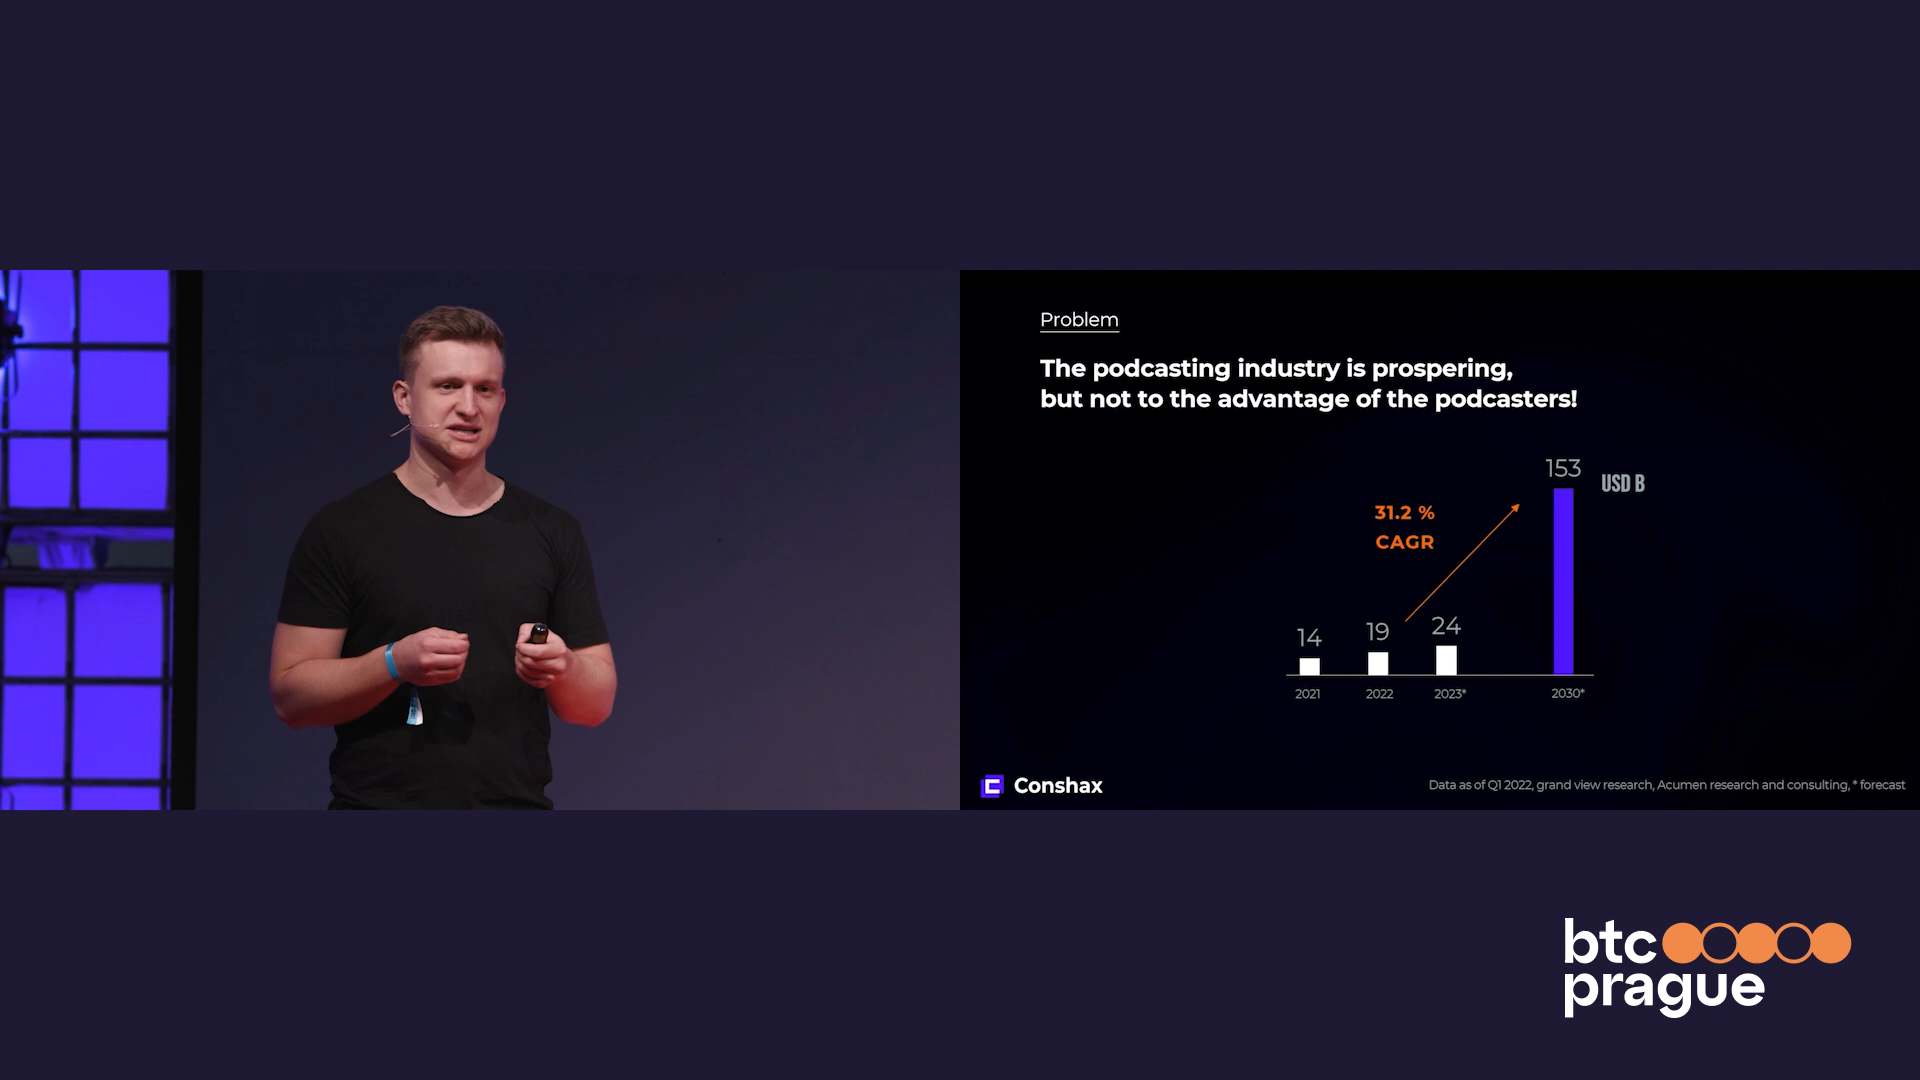 Problem
The podcasting industry is prospering,
but not to the advantage of the podcasters!
153
USD B
31.2 %
CAGR
14
19
24
2021
2022
2023*
2030*
Conshax
Data as of Q1 2022, grand view research, Acumen research and consulting, * forecast
btc
prague